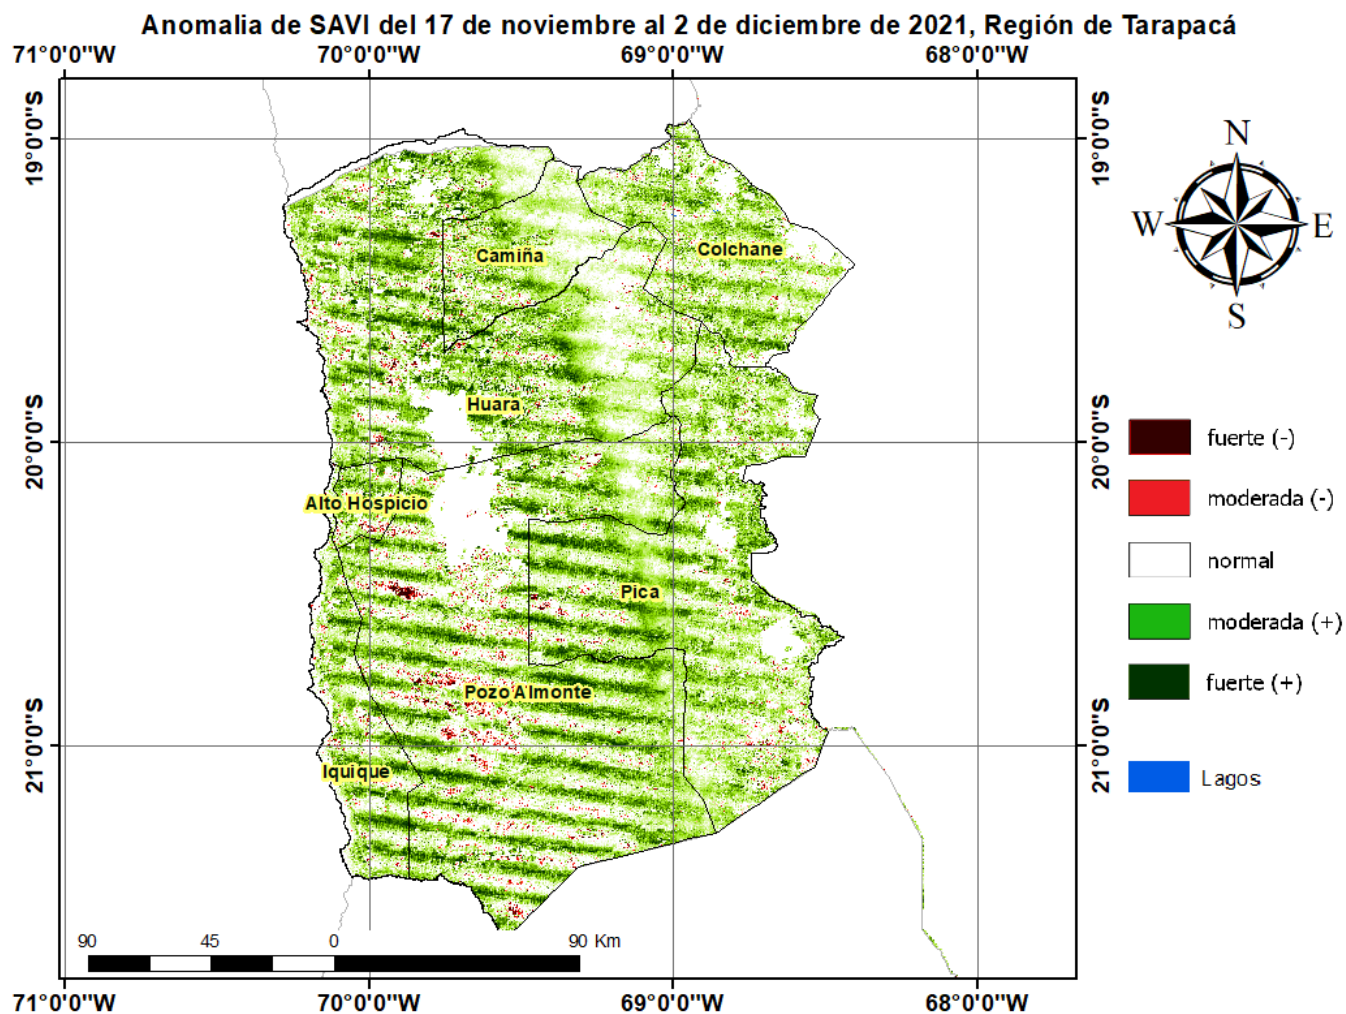 Anomalia de SAVI del 17 de noviembre al 2 de diciembre de 2021, Región de Tarapacá
71°0'0"W 70°0'0"W 69°0'0"W 68°0'0"W
19°0'0"S 19°0'0"S
N
W E
S
Camiña
Colchane
Huara
20°0'0"S 20°0'0"S
fuerte (-)
moderada (-)
Alto Hospicio
normal
Pica
moderada (+)
Pozo Almonte
fuerte (+)
21°0'0"S 21°0'0"S
Iquique
Lagos
90 45 0 90 Km
71°0'0"W 70°0'0"W 69°0'0"W 68°0'0"W